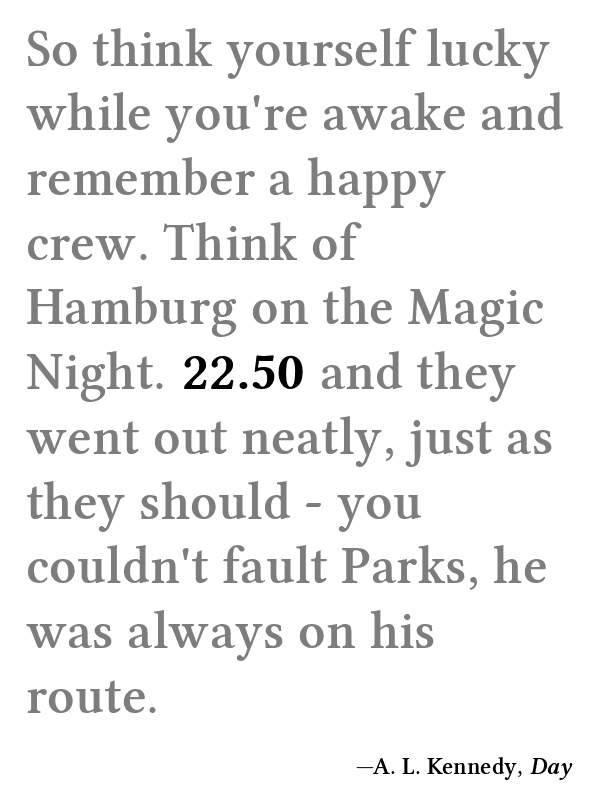 So think yourself lucky
while you're awake and
remember a happy
crew. Think of
Hamburg on the Magic
Night. 22.50 and they
went out neatly, just as
they should - you
couldn't fault Parks, he
was always on his
route.
—A. L. Kennedy, Day